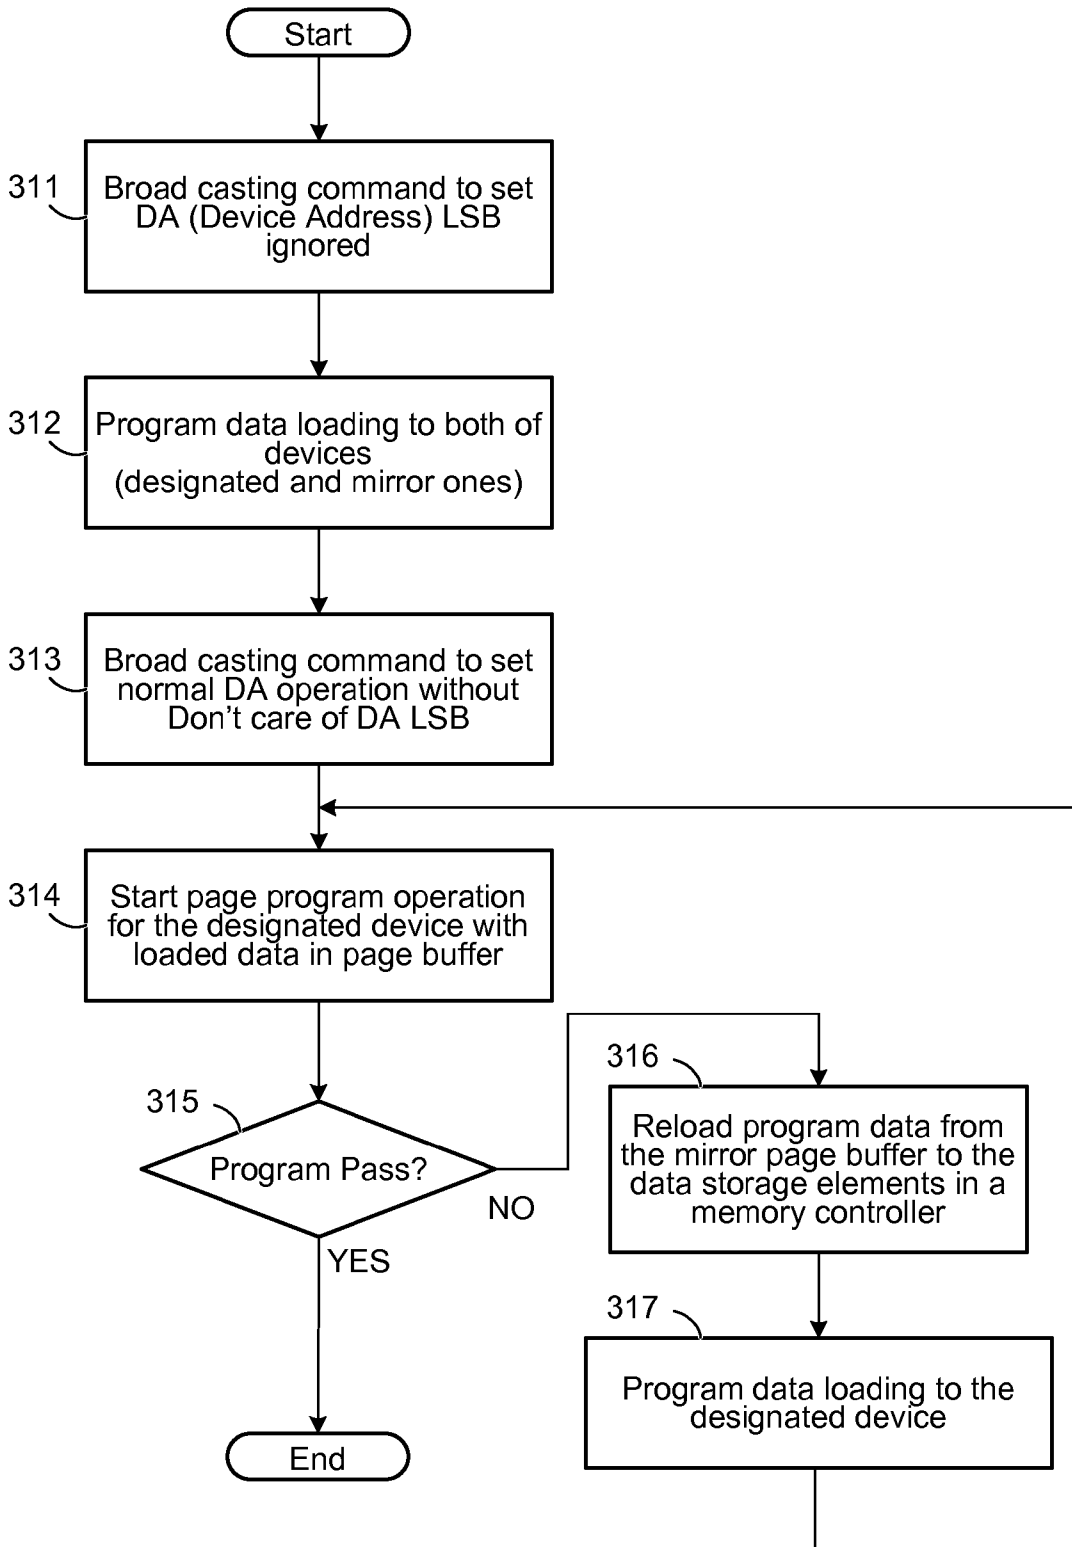 Start
311
Broad casting command to set
DA (Device Address) LSB
ignored
312
Program data loading to both of
devices
(designated and mirror ones)
313
Broad casting command to set
normal DA operation without
Don't care of DA LSB
314
Start page program operation
for the designated device with
loaded data in page buffer
315
Program Pass?
NO
YES
316
Reload program data from
the mirror page buffer to the
data storage elements in a
memory controller
317
Program data loading to the
designated device
End